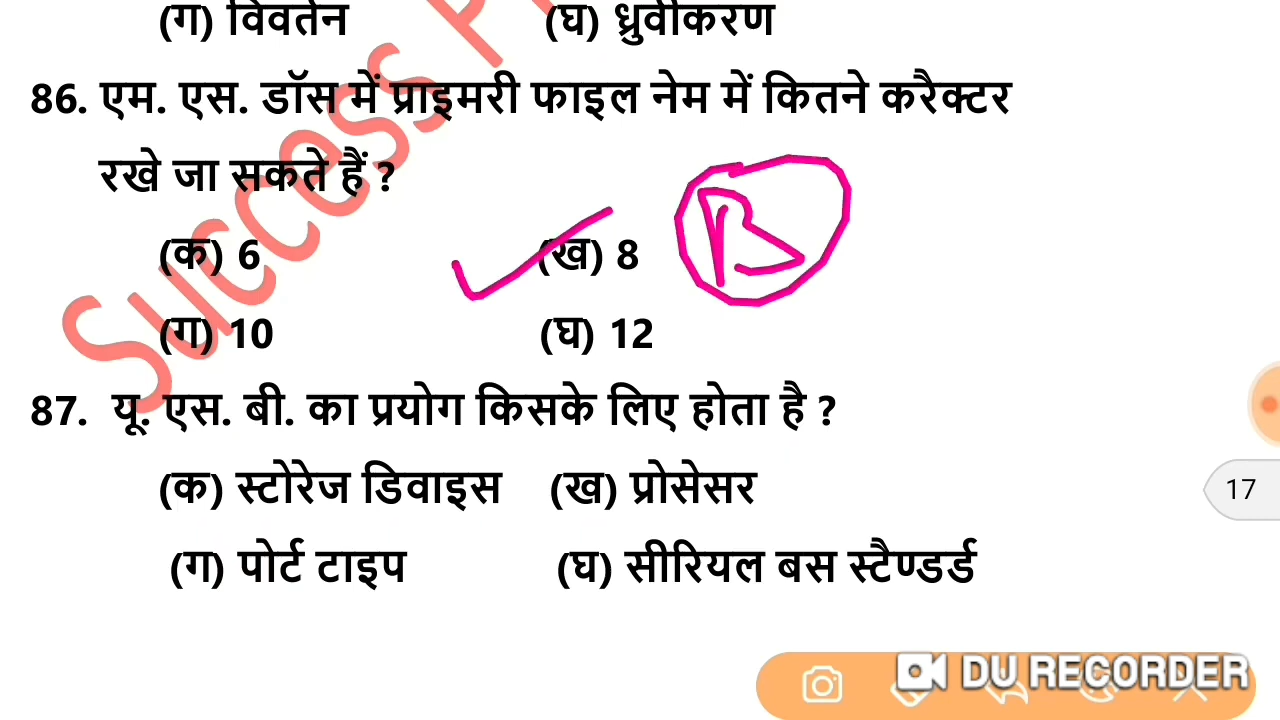 (ग) विवर्तन (घ) ध्रुवीकरण
86. एम. एस. डॉस में प्राइमरी फाइल नेम में कितने करैक्टर
रखे जा सकते हैं ?
(क) 6 (ख) 8 B
(ग) 10 (घ) 12
87. यू. एस. बी. का प्रयोग किसके लिए होता है ?
(क) स्टोरेज डिवाइस (ख) प्रोसेसर
17
(ग) पोर्ट टाइप (घ) सीरियल बस स्टैण्डर्ड
Success
DU RECORDER